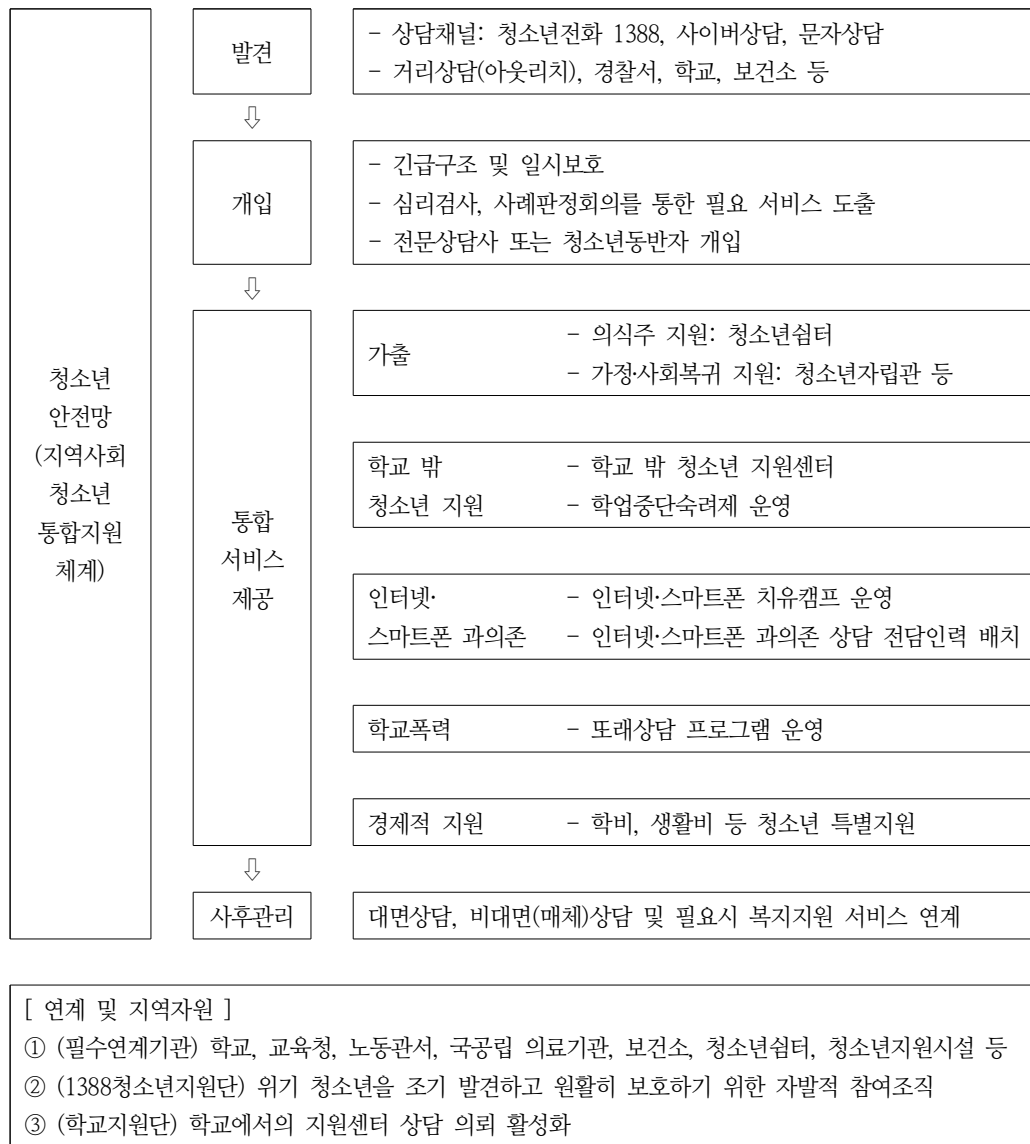 청소년
안전망
(지역사회
청소년
통합지원
체계)
발견
- 상담채널: 청소년전화 1388, 사이버상담, 문자상담
- 거리상담(아웃리치), 경찰서, 학교, 보건소 등
⇩
개입
- 긴급구조 및 일시보호
- 심리검사, 사례판정회의를 통한 필요 서비스 도출
- 전문상담사 또는 청소년동반자 개입
⇩
통합
서비스
제공
가출
- 의식주 지원: 청소년쉼터
- 가정·사회복귀 지원: 청소년자립관 등
학교 밖
청소년 지원
- 학교 밖 청소년 지원센터
- 학업중단숙려제 운영
인터넷·
스마트폰 과의존
- 인터넷·스마트폰 치유캠프 운영
- 인터넷·스마트폰 과의존 상담 전담인력 배치
학교폭력
- 또래상담 프로그램 운영
경제적 지원
- 학비, 생활비 등 청소년 특별지원
⇩
사후관리
대면상담, 비대면(매체)상담 및 필요시 복지지원 서비스 연계
[ 연계 및 지역자원 ]
① (필수연계기관) 학교, 교육청, 노동관서, 국공립 의료기관, 보건소, 청소년쉼터, 청소년지원시설 등
② (1388청소년지원단) 위기 청소년을 조기 발견하고 원활히 보호하기 위한 자발적 참여조직
③ (학교지원단) 학교에서의 지원센터 상담 의뢰 활성화